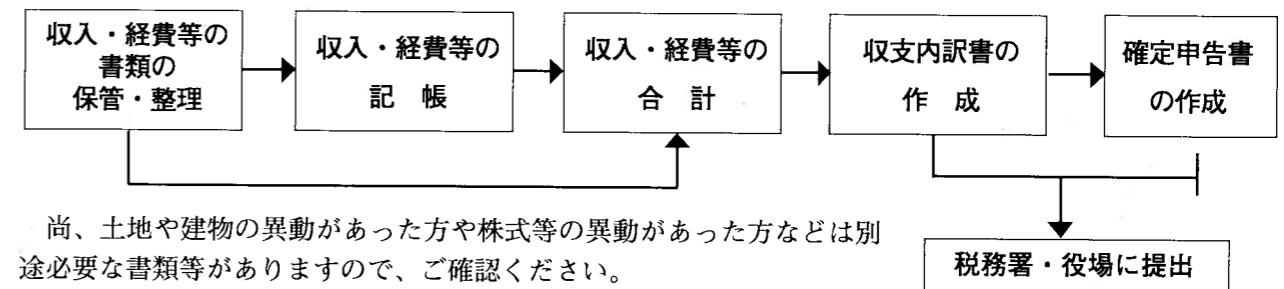 収入・経費等の
書類の
保管・整理
収入・経費等の
記　帳
収入・経費等の
合　計
収支内訳書の
作　成
確定申告書
の作成
尚、土地や建物の異動があった方や株式等の異動があった方などは別
途必要な書類等がありますので、ご確認ください。
税務署・役場に提出